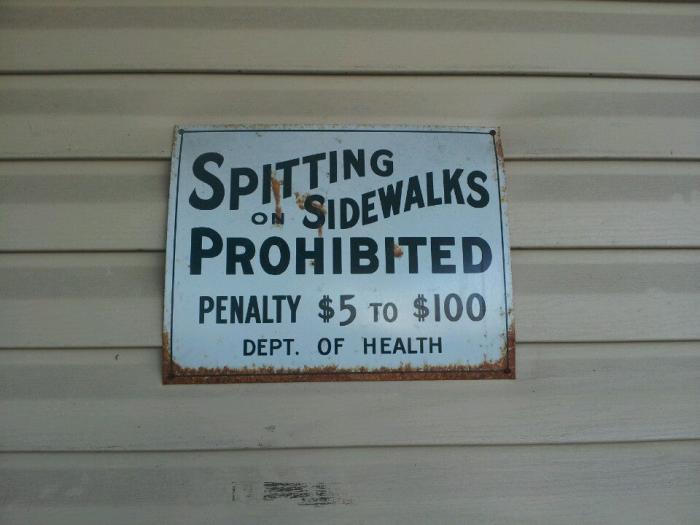 SPITTING
ON SIDEWALKS
PROHIBITED
PENALTY $5 TO $100
DEPT. OF HEALTH